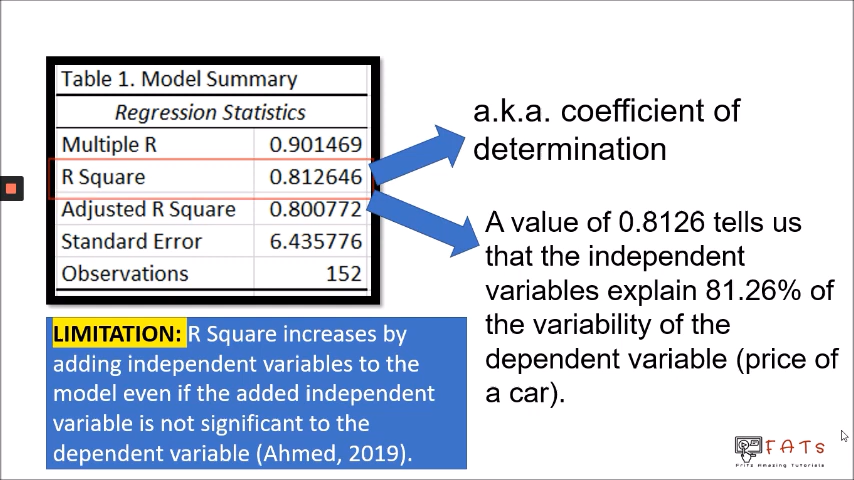 Table 1. Model Summary
Regression Statistics
Multiple R 0.901469
R Square 0.812646
Adjusted R Square 0.800772
Standard Error 6.435776
Observations 152
a.k.a. coefficient of
determination
A value of 0.8126 tells us
that the independent
variables explain 81.26% of
the variability of the
dependent variable (price of
a car).
LIMITATION: R Square increases by
adding independent variables to the
model even if the added independent
variable is not significant to the
dependent variable (Ahmed, 2019).
FATs
Prits Amazing Tutorials